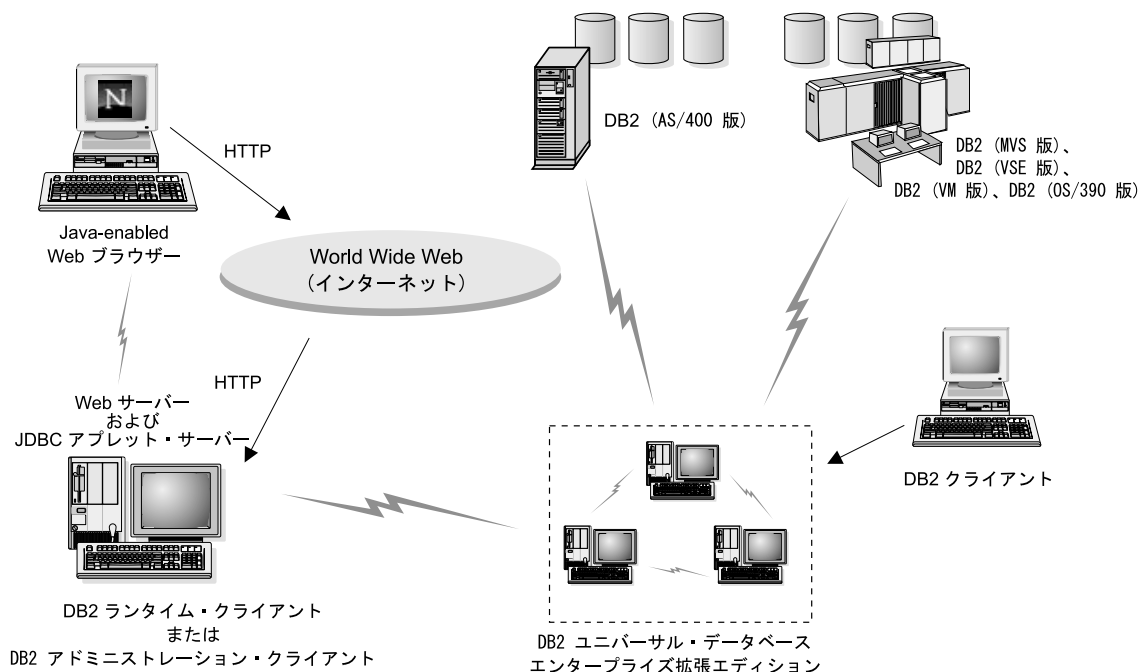 N
HTTP
Java-enabled
Web ブラウザー
World Wide Web
(インターネット)
HTTP
Web サーバー
および
JDBC アプレット・サーバー
DB2 ランタイム・クライアント
または
DB2 アドミニストレーション・クライアント
DB2 (AS/400 版)
DB2 (MVS 版)、
DB2 (VSE 版)、
DB2 (VM 版)、DB2 (OS/390 版)
DB2 クライアント
DB2 ユニバーサル・データベース
エンタープライズ拡張エディション